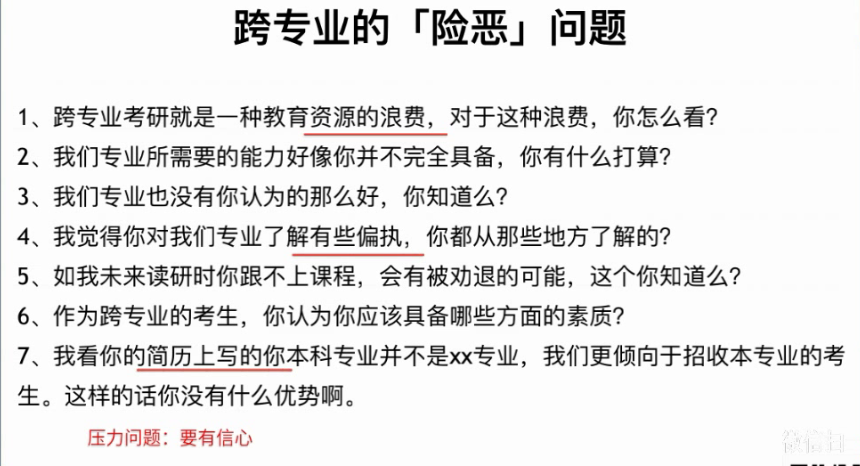 跨专业的「险恶」问题
1、跨专业考研就是一种教育资源的浪费，对于这种浪费，你怎么看？
2、我们专业所需要的能力好像你并不完全具备，你有什么打算？
3、我们专业也没有你认为的那么好，你知道么？
4、我觉得你对我们专业了解有些偏执，你都从那些地方了解的？
5、如我未来读研时你跟不上课程，会有被劝退的可能，这个你知道么？
6、作为跨专业的考生，你认为你应该具备哪些方面的素质？
7、我看你的简历上写的你本科专业并不是xx专业，我们更倾向于招收本专业的考
生。这样的话你没有什么优势啊。
压力问题：要有信心
微信扫